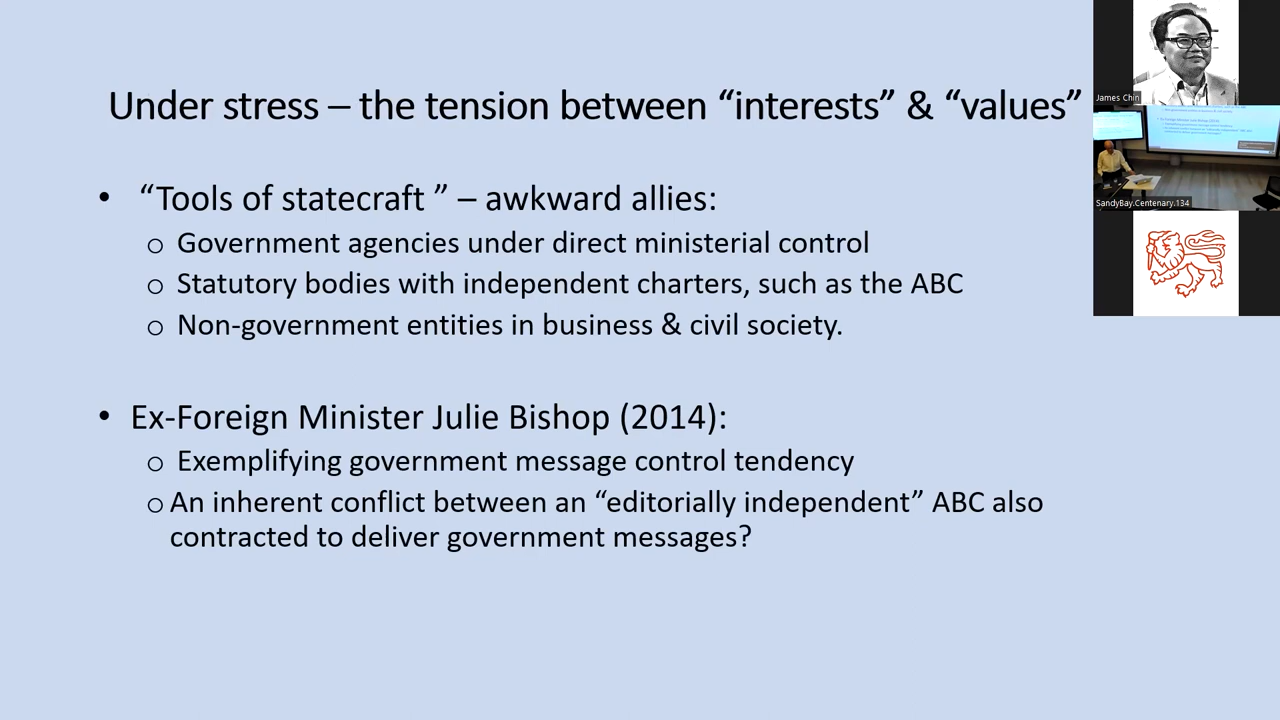 Under stress – the tension between “interests” & “values”
• “Tools of statecraft ” – awkward allies:
o Government agencies under direct ministerial control
o Statutory bodies with independent charters, such as the ABC
o Non-government entities in business & civil society.
• Ex-Foreign Minister Julie Bishop (2014):
o Exemplifying government message control tendency
o An inherent conflict between an “editorially independent” ABC also
contracted to deliver government messages?
James Chin
SandyBay.Centenary.134